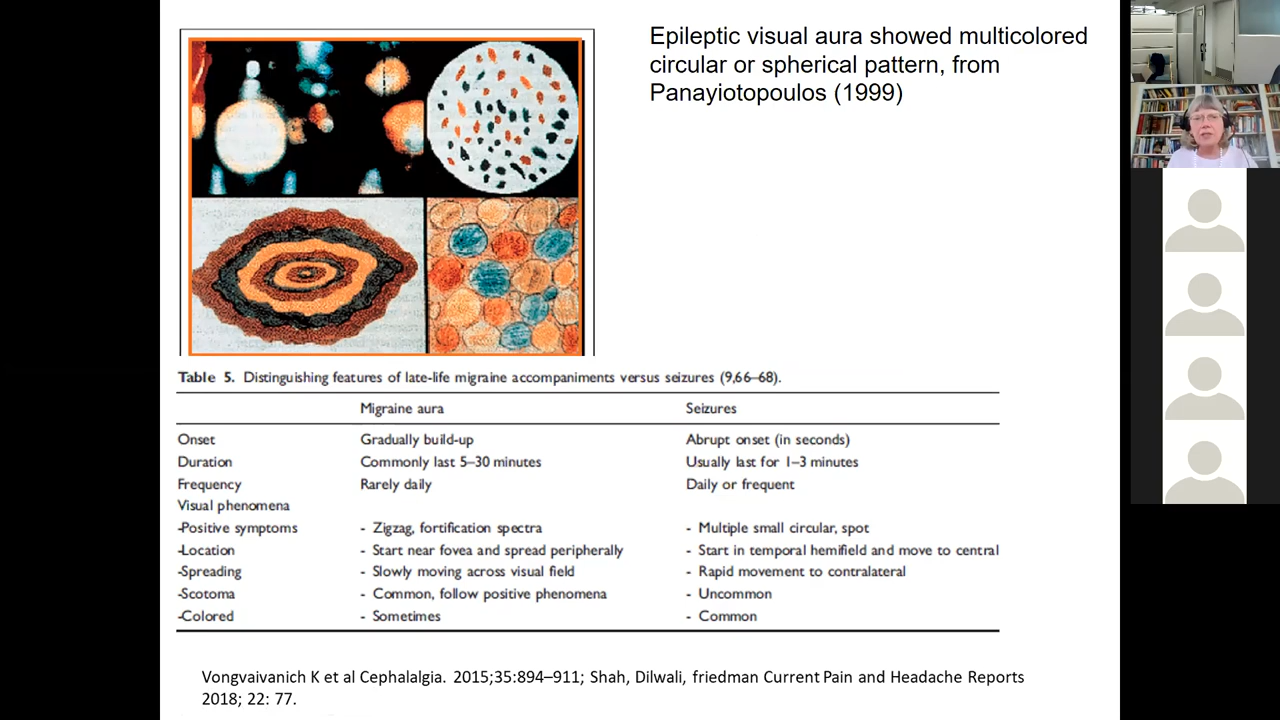 Epileptic visual aura showed multicolored
circular or spherical pattern, from
Panayiotopoulos (1999)
Table 5. Distinguishing features of late-life migraine accompaniments versus seizures (9,66–68).
Migraine aura Seizures
Onset Gradually build-up Abrupt onset (in seconds)
Duration Commonly last 5–30 minutes Usually last for 1–3 minutes
Frequency Rarely daily Daily or frequent
Visual phenomena
-Positive symptoms - Zigzag, fortification spectra - Multiple small circular, spot
-Location - Start near fovea and spread peripherally - Start in temporal hemifield and move to central
-Spreading - Slowly moving across visual field - Rapid movement to contralateral
-Scotoma - Common, follow positive phenomena - Uncommon
-Colored - Sometimes - Common
Vongvaivanich K et al Cephalalgia. 2015;35:894–911; Shah, Dilwali, friedman Current Pain and Headache Reports
2018; 22: 77.